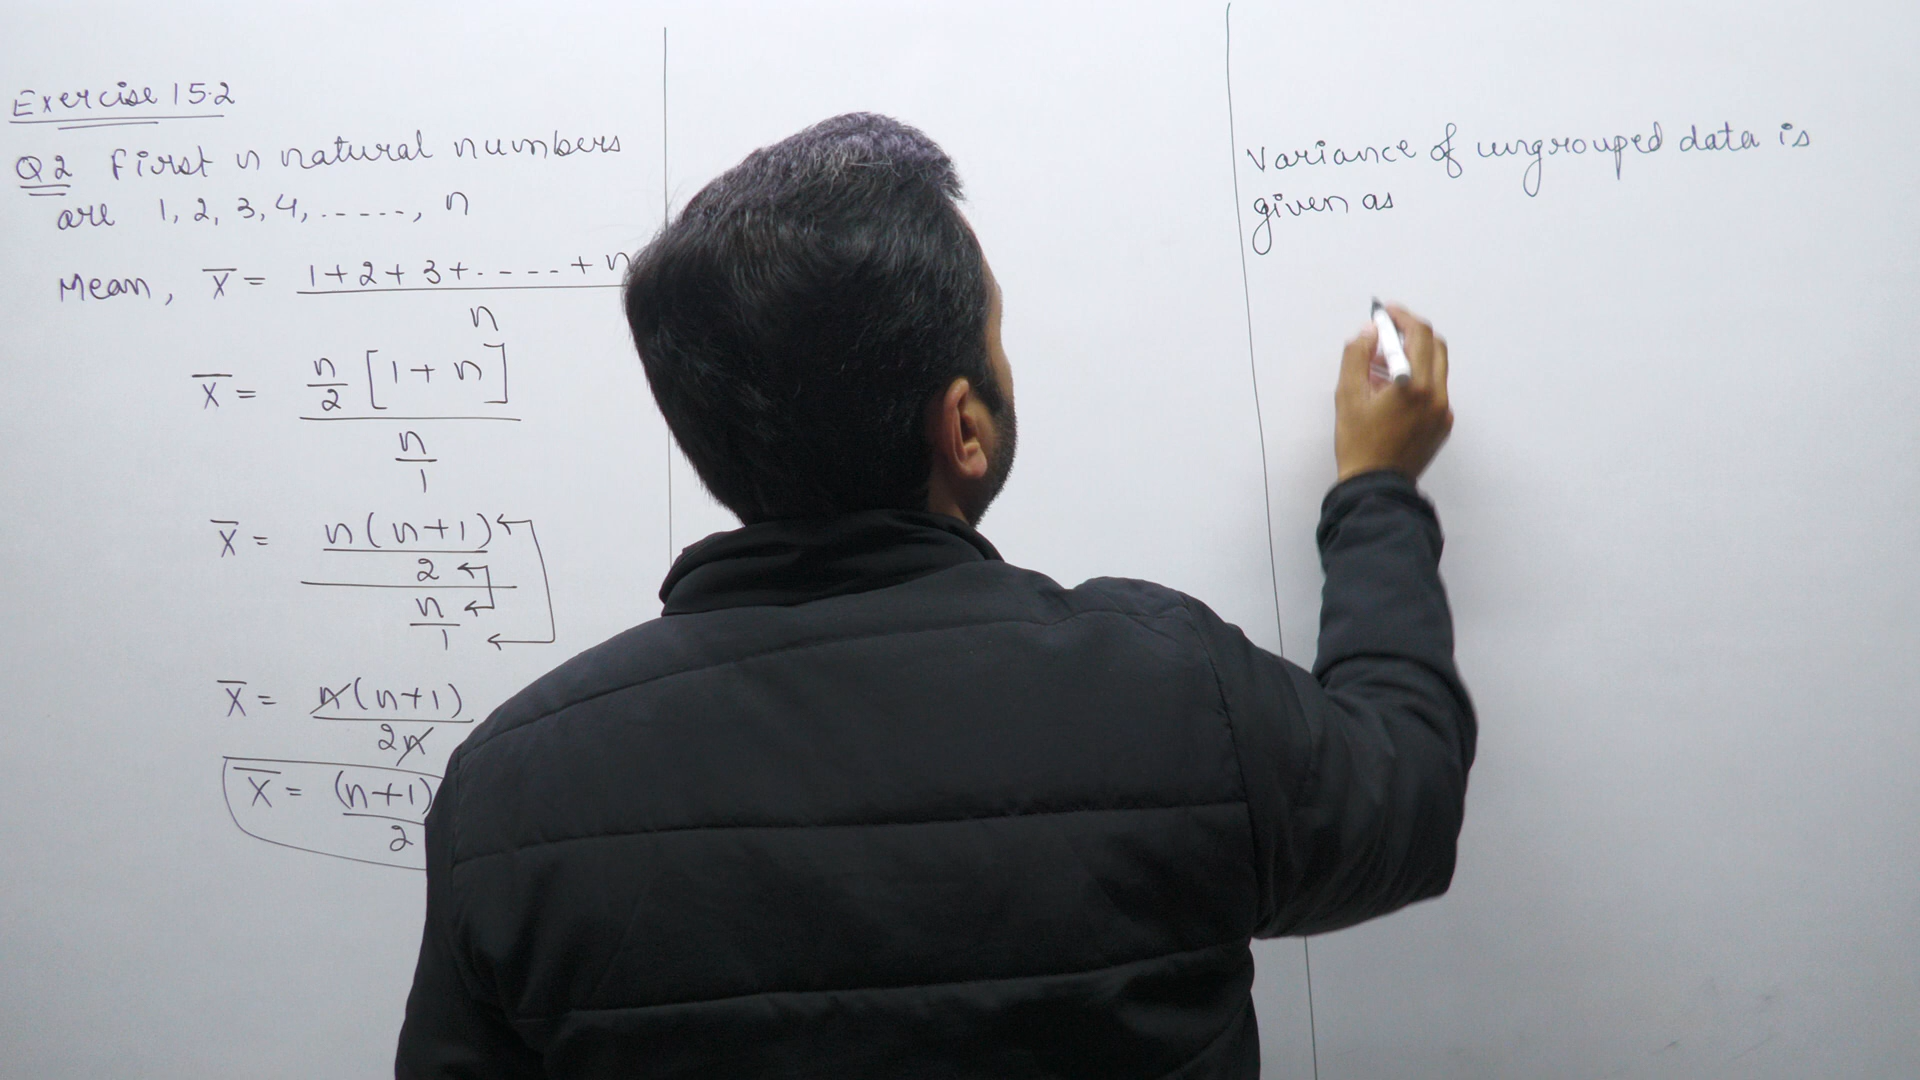 Exercise 15.2
Q2 First n natural numbers
are 1, 2, 3, 4, ......, n
Mean, X̄ = 1+2+3+.....+n
n
X̄ = n/2 [1+n]
n/1
X̄ = n(n+1)
2
n/1
X̄ = n(n+1)
2n
X̄ = (n+1)
2
Variance of ungrouped data is
given as